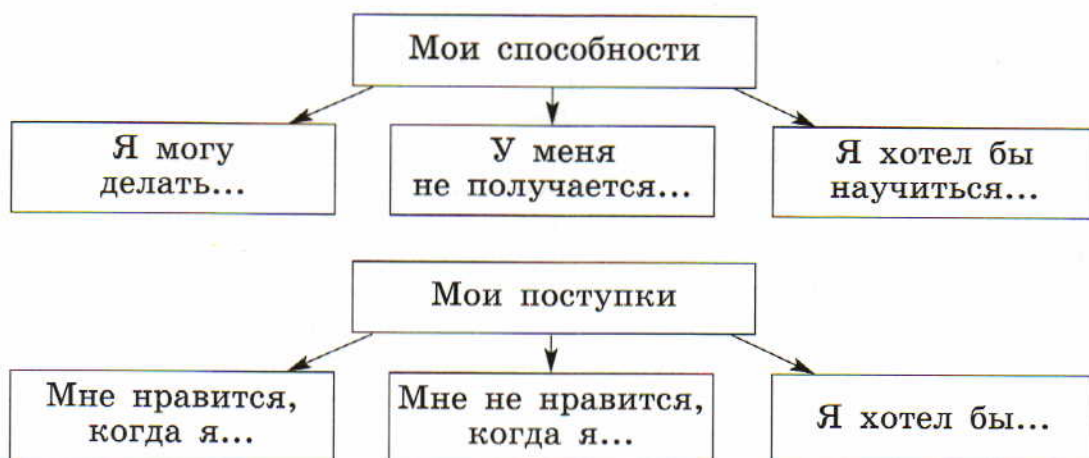 Мои способности
Я могу
делать...
У меня
не получается...
Я хотел бы
научиться...
Мои поступки
Мне нравится,
когда я...
Мне не нравится,
когда я...
Я хотел бы...